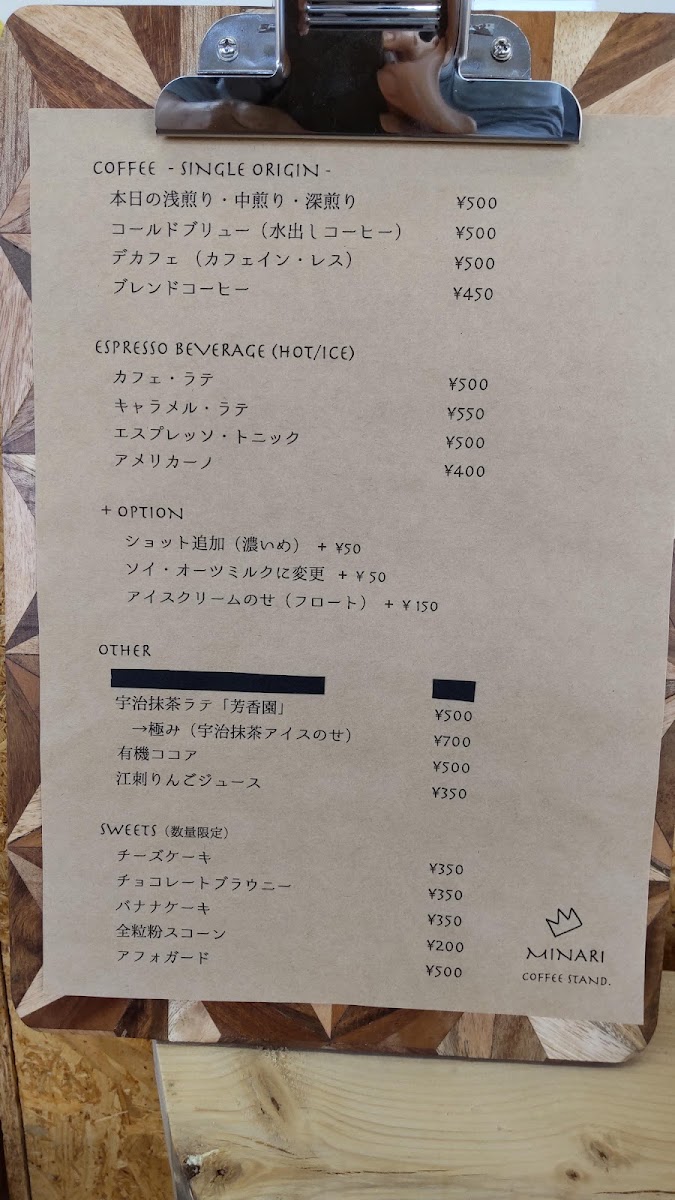 COFFEE - SINGLE ORIGIN -
本日の浅煎り・中煎り・深煎り ¥500
コールドブリュー（水出しコーヒー） ¥500
デカフェ（カフェイン・レス） ¥500
ブレンドコーヒー ¥450
ESPRESSO BEVERAGE (HOT/ICE)
カフェ・ラテ ¥500
キャラメル・ラテ ¥550
エスプレッソ・トニック ¥500
アメリカーノ ¥400
+ OPTION
ショット追加（濃いめ） + ¥50
ソイ・オーツミルクに変更 + ¥50
アイスクリームのせ（フロート） + ¥150
OTHER
宇治抹茶ラテ「芳香園」 ¥500
→極み（宇治抹茶アイスのせ） ¥700
有機ココア ¥500
江刺りんごジュース ¥350
SWEETS（数量限定）
チーズケーキ ¥350
チョコレートブラウニー ¥350
バナナケーキ ¥350
全粒粉スコーン ¥200
アフォガード ¥500
MINARI
COFFEE STAND.